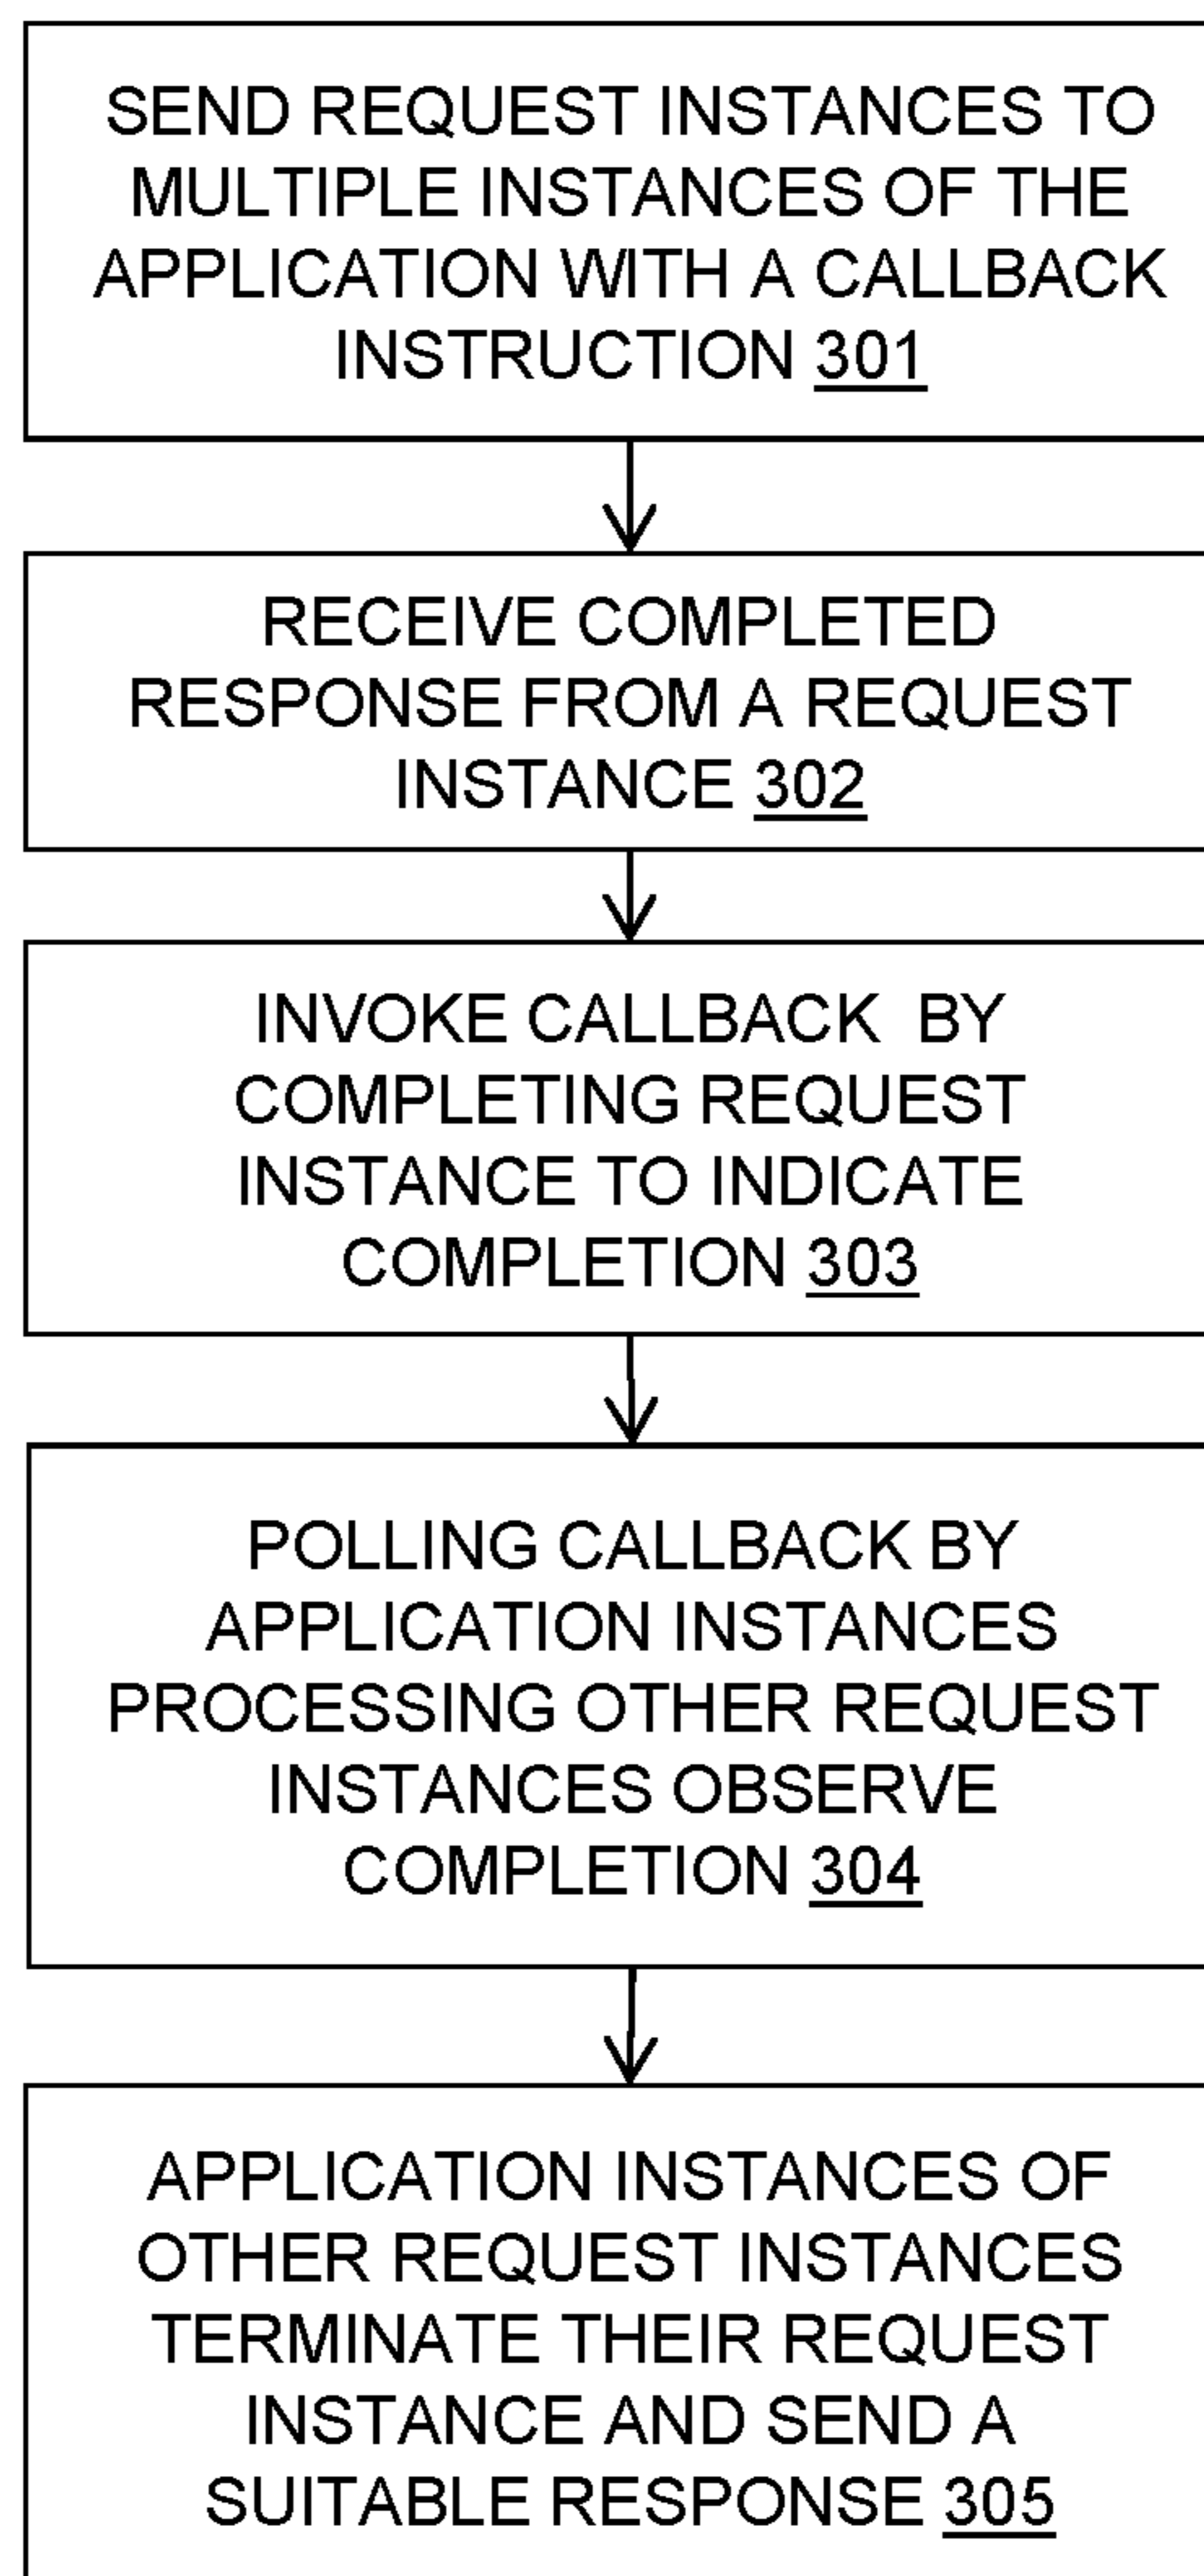 SEND REQUEST INSTANCES TO
MULTIPLE INSTANCES OF THE
APPLICATION WITH A CALLBACK
INSTRUCTION 301
RECEIVE COMPLETED
RESPONSE FROM A REQUEST
INSTANCE 302
INVOKE CALLBACK BY
COMPLETING REQUEST
INSTANCE TO INDICATE
COMPLETION 303
POLLING CALLBACK BY
APPLICATION INSTANCES
PROCESSING OTHER REQUEST
INSTANCES OBSERVE
COMPLETION 304
APPLICATION INSTANCES OF
OTHER REQUEST INSTANCES
TERMINATE THEIR REQUEST
INSTANCE AND SEND A
SUITABLE RESPONSE 305